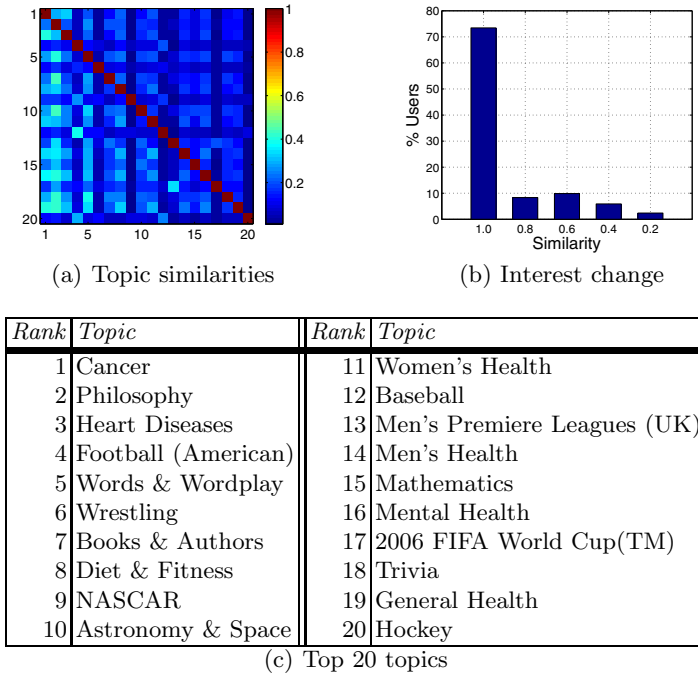 1
5
10
15
20
1 5 10 15 20
1
0.8
0.6
0.4
0.2
(a) Topic similarities
80
70
60
50
40
30
20
10
0
% Users
1.0 0.8 0.6 0.4 0.2
Similarity
(b) Interest change
Rank Topic Rank Topic
1 Cancer 11 Women's Health
2 Philosophy 12 Baseball
3 Heart Diseases 13 Men's Premiere Leagues (UK)
4 Football (American) 14 Men's Health
5 Words & Wordplay 15 Mathematics
6 Wrestling 16 Mental Health
7 Books & Authors 17 2006 FIFA World Cup(TM)
8 Diet & Fitness 18 Trivia
9 NASCAR 19 General Health
10 Astronomy & Space 20 Hockey
(c) Top 20 topics